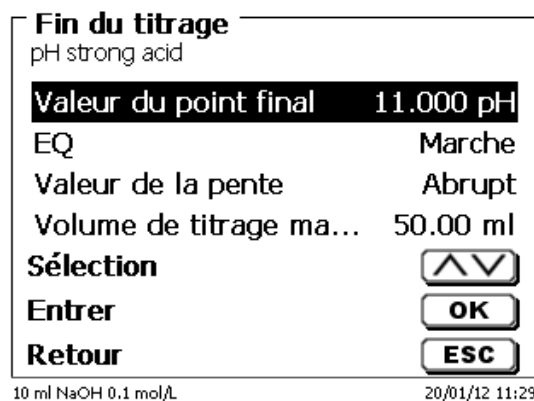 Fin du titrage
pH strong acid
Valeur du point final 11.000 pH
EQ Marche
Valeur de la pente Abrupt
Volume de titrage ma... 50.00 ml
Sélection
Entrer OK
Retour ESC
10 ml NaOH 0.1 mol/L 20/01/12 11:29